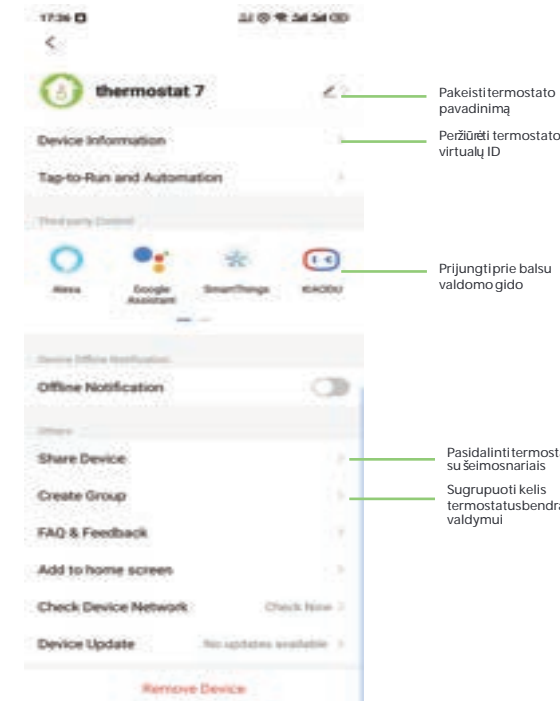 17:36
thermostat 7
Pakeisti termostato
pavadinimą
Device Information
Peržiūrėti termostato
virtualų ID
Tap-to-Run and Automation
Third-party Control
Alexa
Google
Assistant
SmartThings
XIAODU
Prijungti prie balsu
valdomo gido
Device Offline Notification
Offline Notification
Others
Share Device
Pasidalinti termost
su šeimos nariais
Create Group
Sugrupuoti kelis
termostatus bendra
valdymui
FAQ & Feedback
Add to home screen
Check Device Network
Check Now
Device Update
No updates available
Remove Device